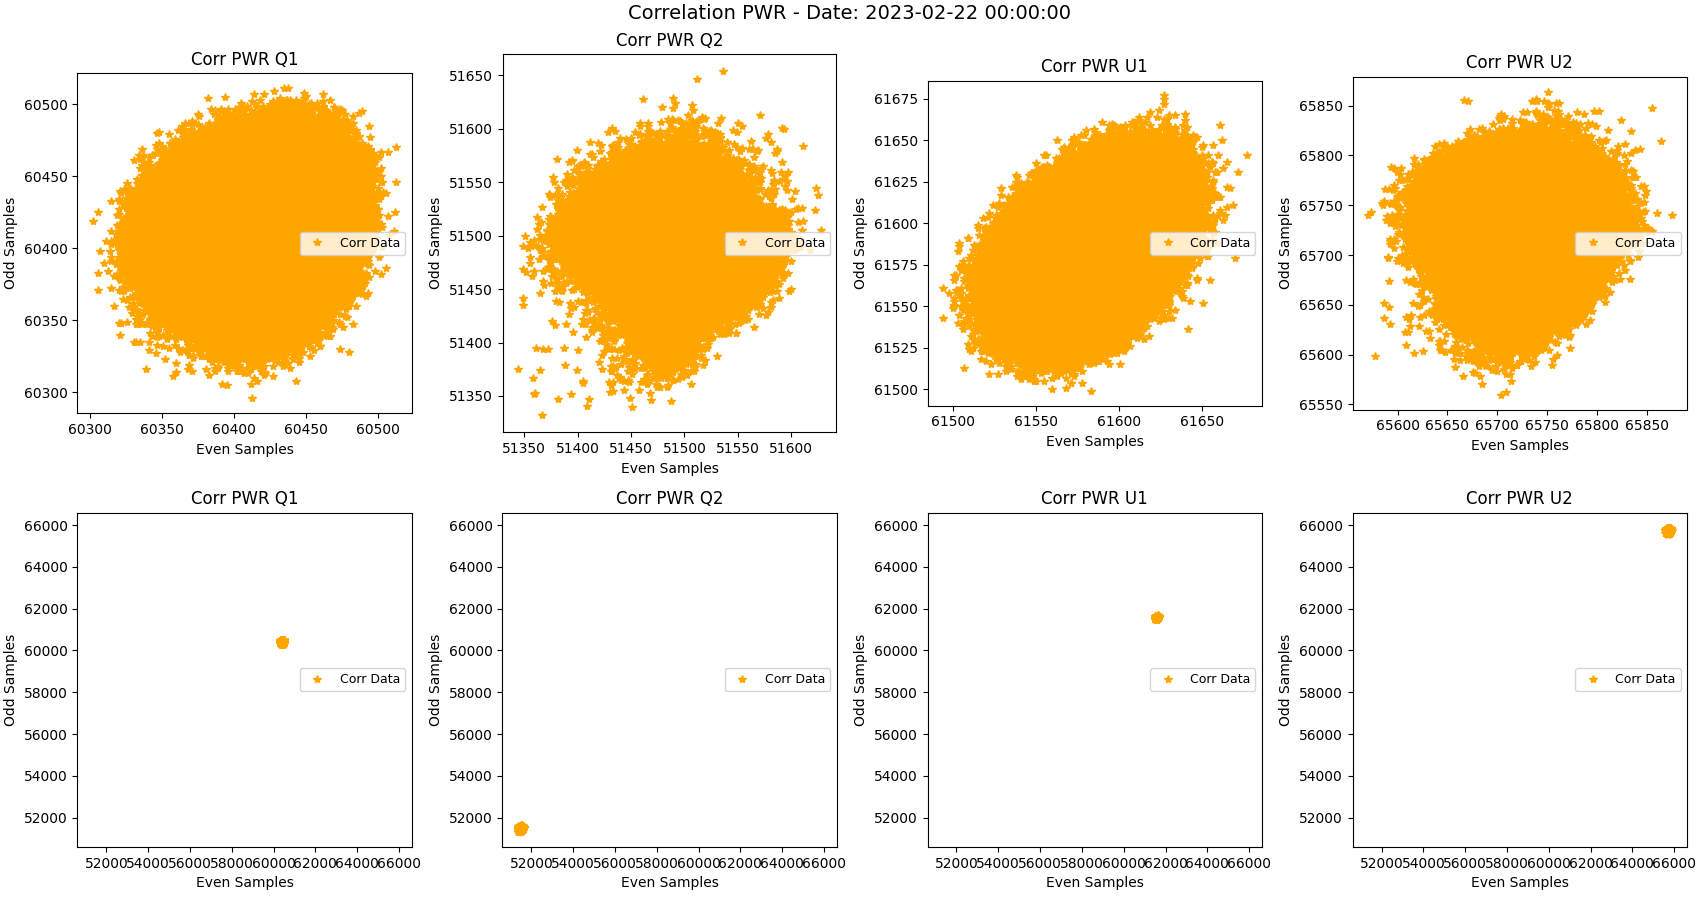 Correlation PWR - Date: 2023-02-22 00:00:00
Corr PWR Q1
60500
60450
60400
60350
60300
Odd Samples
60300 60350 60400 60450 60500
Even Samples
Corr Data
Corr PWR Q2
51650
51600
51550
51500
51450
51400
51350
Odd Samples
51350 51400 51450 51500 51550 51600
Even Samples
Corr Data
Corr PWR U1
61675
61650
61625
61600
61575
61550
61525
61500
Odd Samples
61500 61550 61600 61650
Even Samples
Corr Data
Corr PWR U2
65850
65800
65750
65700
65650
65600
65550
Odd Samples
65600 65650 65700 65750 65800 65850
Even Samples
Corr Data
Corr PWR Q1
66000
64000
62000
60000
58000
56000
54000
52000
Odd Samples
52000 54000 56000 58000 60000 62000 64000 66000
Even Samples
Corr Data
Corr PWR Q2
66000
64000
62000
60000
58000
56000
54000
52000
Odd Samples
52000 54000 56000 58000 60000 62000 64000 66000
Even Samples
Corr Data
Corr PWR U1
66000
64000
62000
60000
58000
56000
54000
52000
Odd Samples
52000 54000 56000 58000 60000 62000 64000 66000
Even Samples
Corr Data
Corr PWR U2
66000
64000
62000
60000
58000
56000
54000
52000
Odd Samples
52000 54000 56000 58000 60000 62000 64000 66000
Even Samples
Corr Data